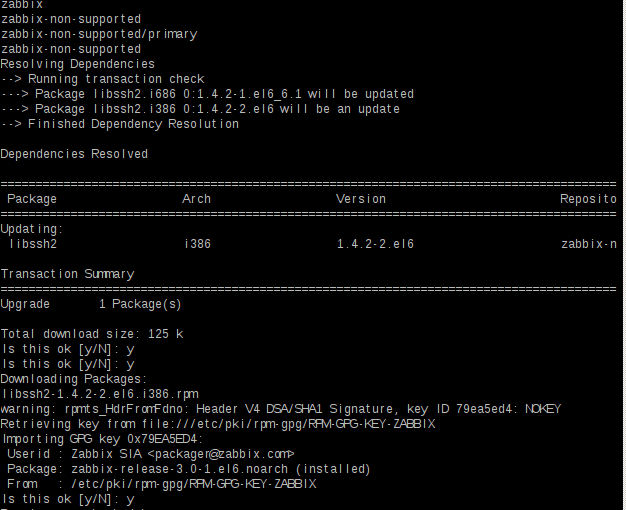 zabbix
zabbix-non-supported
zabbix-non-supported/primary
zabbix-non-supported
Resolving Dependencies
--> Running transaction check
---> Package libssh2.i686 0:1.4.2-1.el6_6.1 will be updated
---> Package libssh2.i386 0:1.4.2-2.el6 will be an update
--> Finished Dependency Resolution
Dependencies Resolved
Package Arch Version Reposito
Updating:
libssh2 i386 1.4.2-2.el6 zabbix-n
Transaction Summary
Upgrade 1 Package(s)
Total download size: 125 k
Is this ok [y/N]: y
Is this ok [y/N]: y
Downloading Packages:
libssh2-1.4.2-2.el6.i386.rpm
warning: rpmts_HdrFromFdno: Header V4 DSA/SHA1 Signature, key ID 79ea5ed4: NOKEY
Retrieving key from file:///etc/pki/rpm-gpg/RPM-GPG-KEY-ZABBIX
Importing GPG key 0x79EA5ED4:
Userid : Zabbix SIA <packager@zabbix.com>
Package: zabbix-release-3.0-1.el6.noarch (installed)
From : /etc/pki/rpm-gpg/RPM-GPG-KEY-ZABBIX
Is this ok [y/N]: y